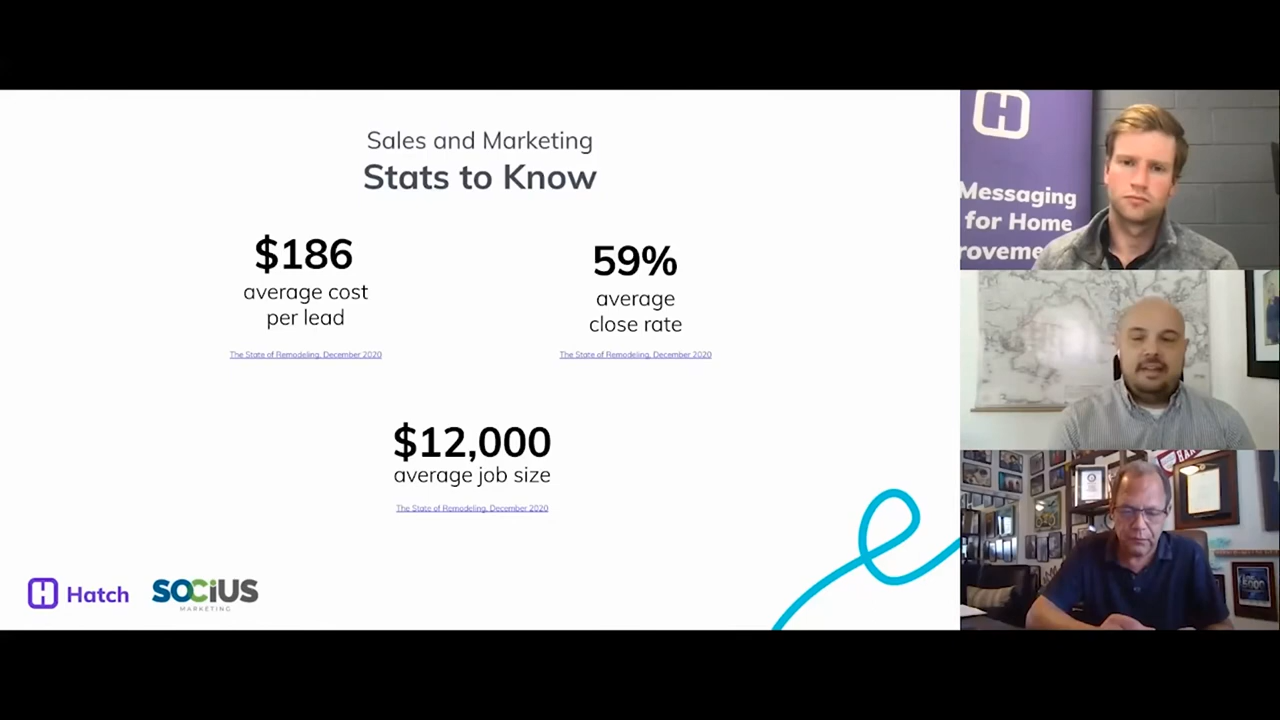 Sales and Marketing
Stats to Know
$186
average cost
per lead
The State of Remodeling, December 2020
59%
average
close rate
The State of Remodeling, December 2020
$12,000
average job size
The State of Remodeling, December 2020
Hatch
SOCiUS
MARKETING
H
Messaging
for Home
roveme
HAR